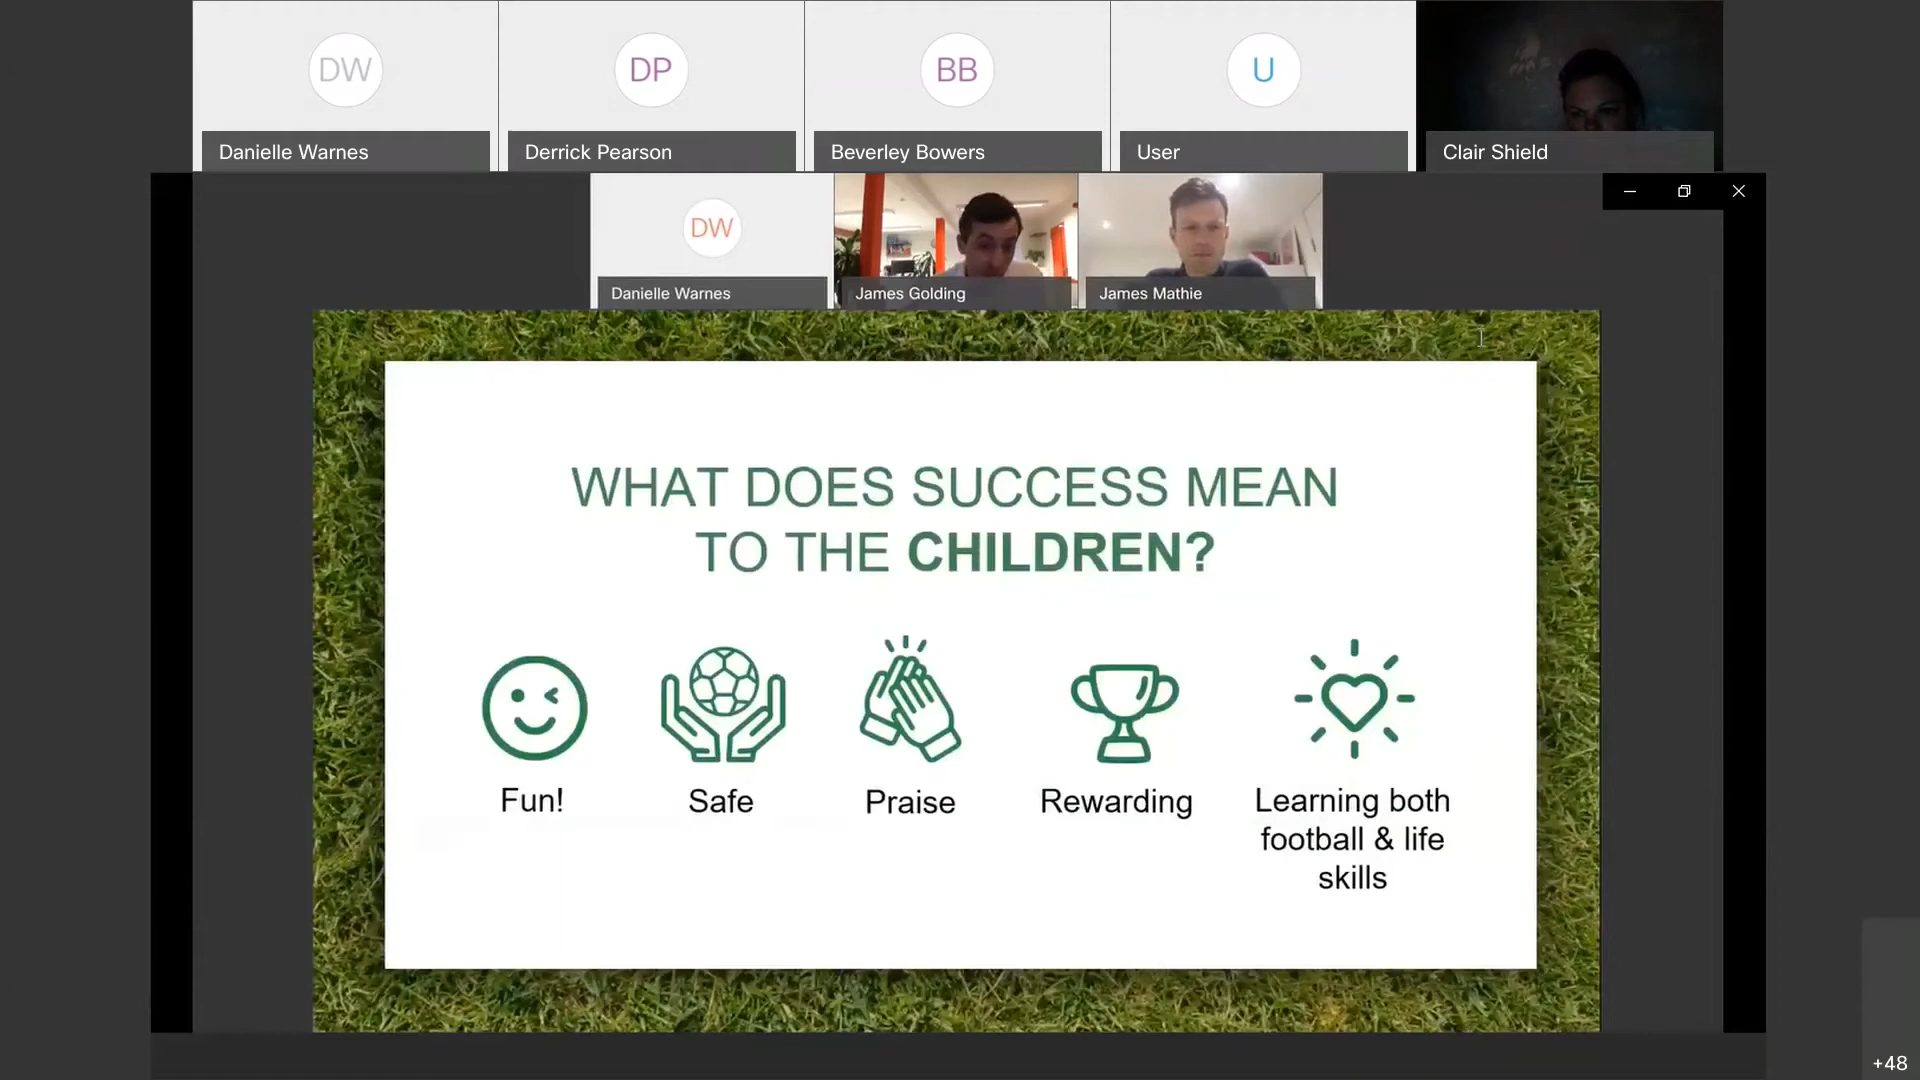 DW
DP
BB
U
Danielle Warnes
Derrick Pearson
Beverley Bowers
User
Clair Shield
DW
Danielle Warnes
James Golding
James Mathie
WHAT DOES SUCCESS MEAN
TO THE CHILDREN?
Fun!
Safe
Praise
Rewarding
Learning both
football & life
skills
+48